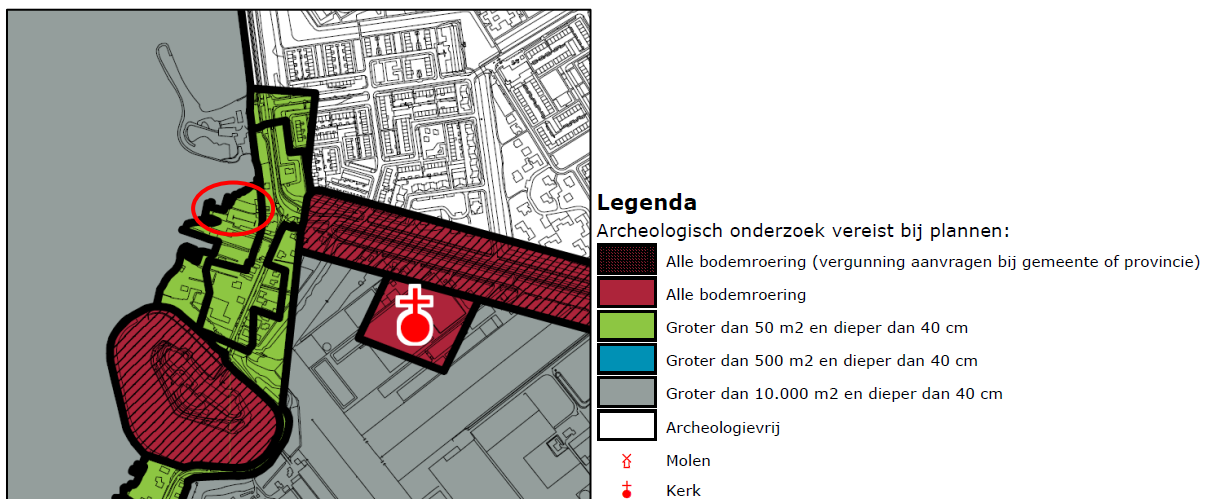 Legenda
Archeologisch onderzoek vereist bij plannen:
Alle bodemroering (vergunning aanvragen bij gemeente of provincie)
Alle bodemroering
Groter dan 50 m2 en dieper dan 40 cm
Groter dan 500 m2 en dieper dan 40 cm
Groter dan 10.000 m2 en dieper dan 40 cm
Archeologievrij
Molen
Kerk